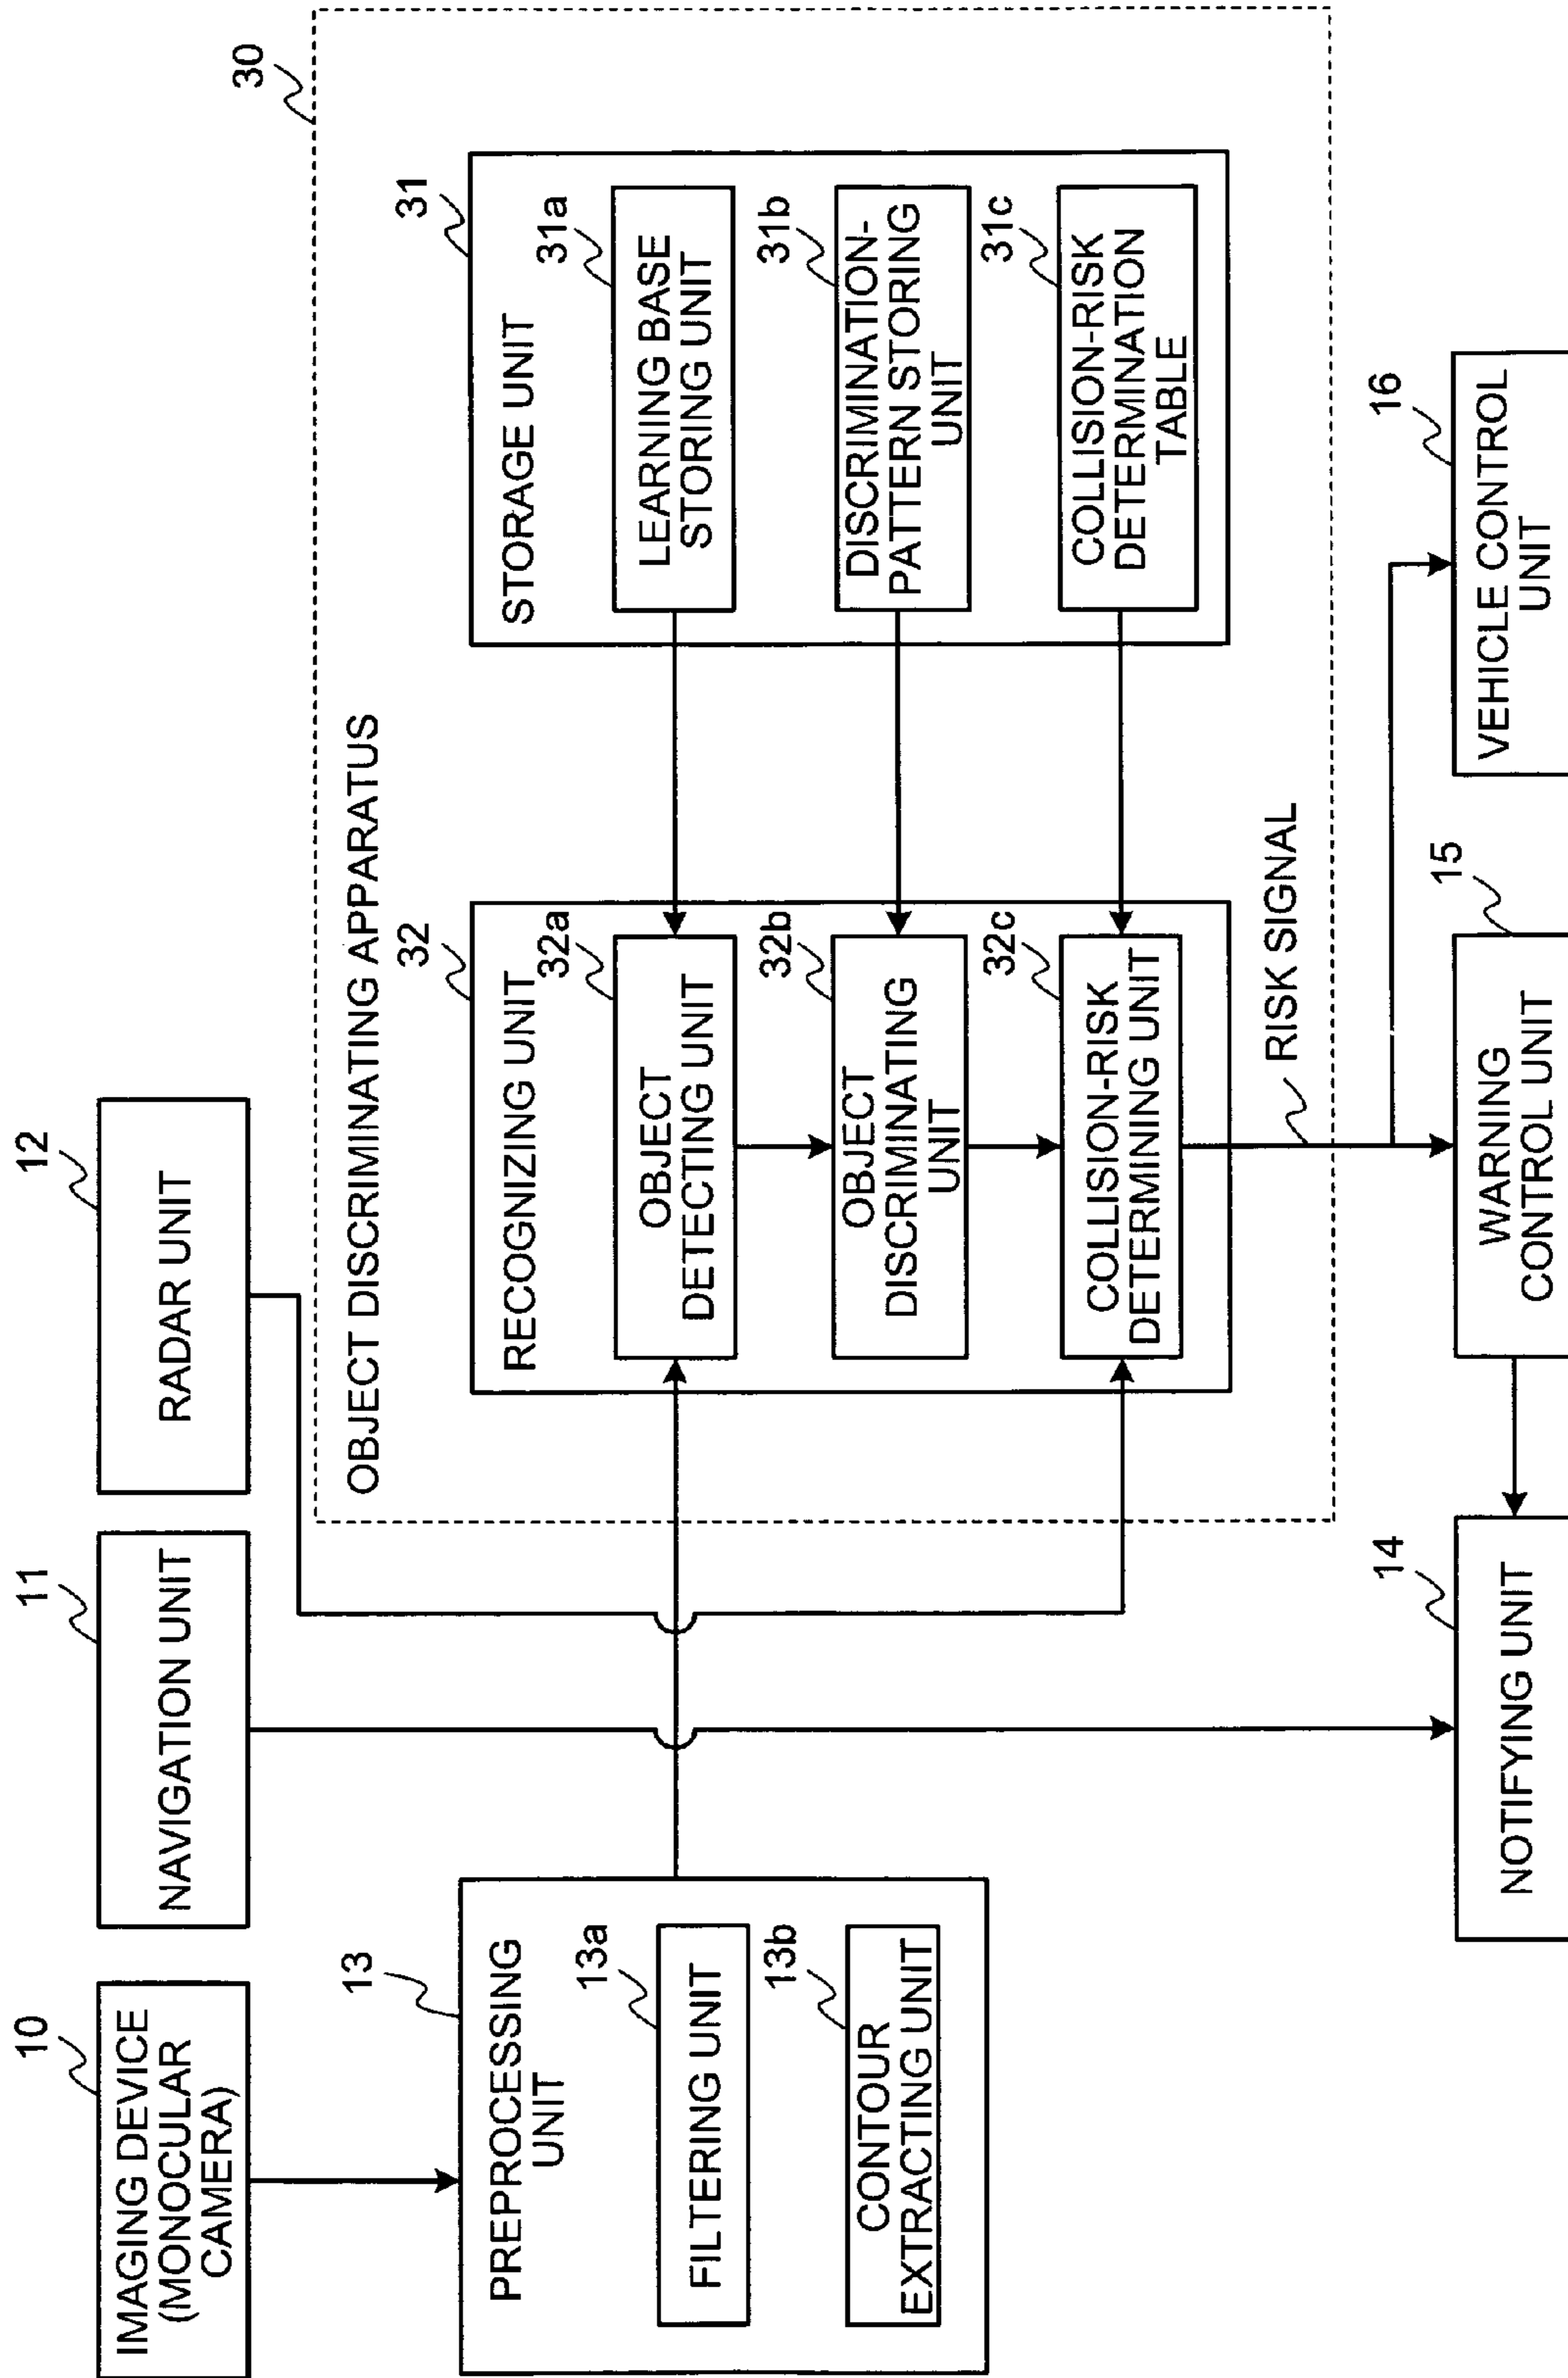 10
IMAGING DEVICE
(MONOCULAR
CAMERA)
11
NAVIGATION UNIT
12
RADAR UNIT
30
13
PREPROCESSING
UNIT
13a
FILTERING UNIT
13b
CONTOUR
EXTRACTING UNIT
OBJECT DISCRIMINATING APPARATUS
32
RECOGNIZING UNIT
32a
OBJECT
DETECTING UNIT
32b
OBJECT
DISCRIMINATING
UNIT
32c
COLLISION-RISK
DETERMINING UNIT
31
STORAGE UNIT
31a
LEARNING BASE
STORING UNIT
31b
DISCRIMINATION-
PATTERN STORING
UNIT
31c
COLLISION-RISK
DETERMINATION
TABLE
RISK SIGNAL
14
NOTIFYING UNIT
15
WARNING
CONTROL UNIT
16
VEHICLE CONTROL
UNIT